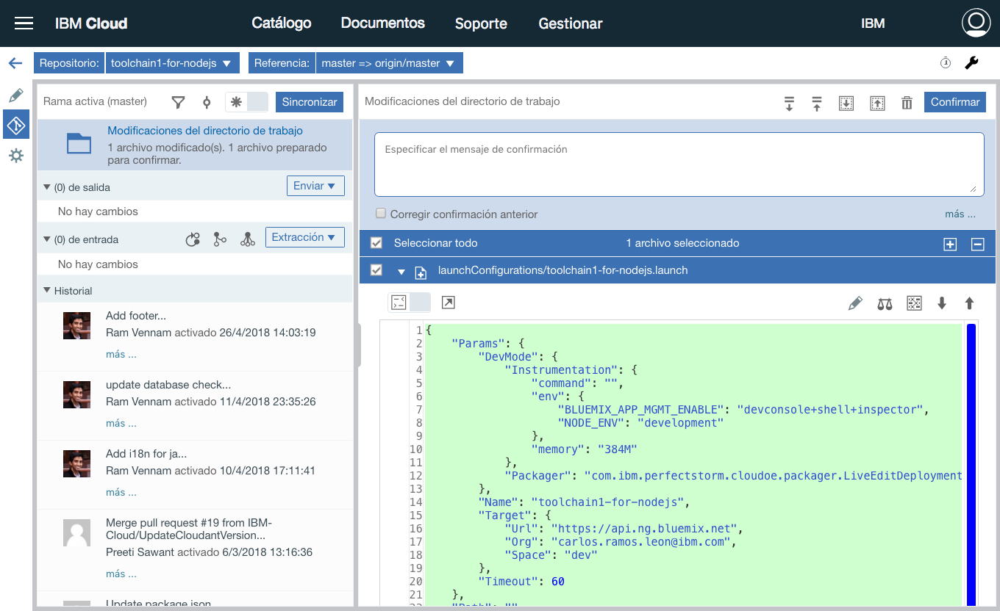 IBM Cloud
Catálogo
Documentos
Soporte
Gestionar
IBM
Repositorio:
toolchain1-for-nodejs
Referencia:
master => origin/master
Rama activa (master)
Sincronizar
Modificaciones del directorio de trabajo
1 archivo modificado(s). 1 archivo preparado
para confirmar.
(0) de salida
Enviar
No hay cambios
(0) de entrada
Extracción
No hay cambios
Historial
Add footer...
Ram Vennam activado 26/4/2018 14:03:19
más ...
update database check...
Ram Vennam activado 11/4/2018 23:35:26
más ...
Add i18n for ja...
Ram Vennam activado 10/4/2018 17:11:41
más ...
Merge pull request #19 from IBM-
Cloud/UpdateCloudantVersion...
Preeti Sawant activado 6/3/2018 13:16:36
más ...
Update package.json
Modificaciones del directorio de trabajo
Confirmar
Especificar el mensaje de confirmación
Corregir confirmación anterior
más ...
Seleccionar todo
1 archivo seleccionado
launchConfigurations/toolchain1-for-nodejs.launch
1 {
2 "Params": {
3 "DevMode": {
4 "Instrumentation": {
5 "command": "",
6 "env": {
7 "BLUEMIX_APP_MGMT_ENABLE": "devconsole+shell+inspector",
8 "NODE_ENV": "development"
9 },
10 "memory": "384M"
11 },
12 "Packager": "com.ibm.perfectstorm.cloudoe.packager.LiveEditDeployment
13 },
14 "Name": "toolchain1-for-nodejs",
15 "Target": {
16 "Url": "https://api.ng.bluemix.net",
17 "Org": "carlos.ramos.leon@ibm.com",
18 "Space": "dev"
19 },
20 "Timeout": 60
21 },
22 "Path": ""